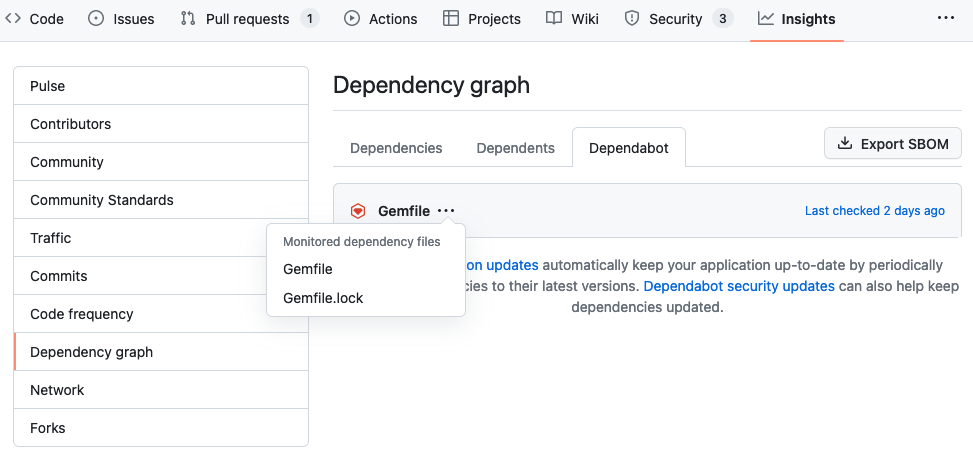 Code Issues Pull requests 1 Actions Projects Wiki Security 3 Insights
Pulse
Contributors
Community
Community Standards
Traffic
Commits
Code frequency
Dependency graph
Network
Forks
Dependency graph
Dependencies Dependents Dependabot Export SBOM
Gemfile Last checked 2 days ago
Monitored dependency files
Gemfile
Gemfile.lock
on updates automatically keep your application up-to-date by periodically
to their latest versions. Dependabot security updates can also help keep
dependencies updated.